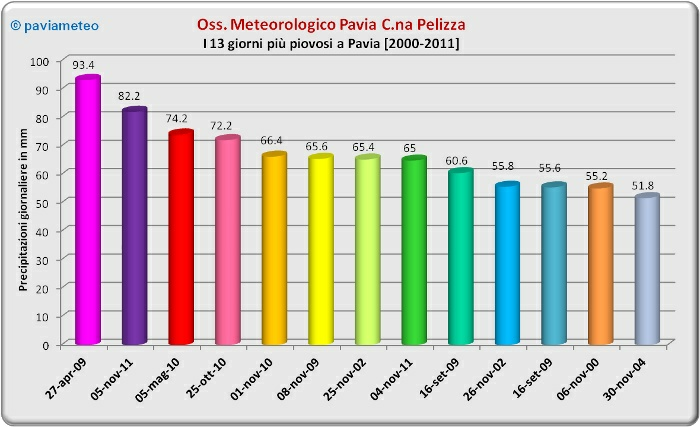 © paviameteo
Oss. Meteorologico Pavia C.na Pelizza
I 13 giorni più piovosi a Pavia [2000-2011]
Precipitazioni giornaliere in mm
100
90
80
70
60
50
40
30
20
10
0
93.4
82.2
74.2
72.2
66.4
65.6
65.4
65
60.6
55.8
55.6
55.2
51.8
27-apr-09
05-nov-11
05-mag-10
25-ott-10
01-nov-10
08-nov-09
25-nov-02
04-nov-11
16-set-09
26-nov-02
16-set-09
06-nov-00
30-nov-04